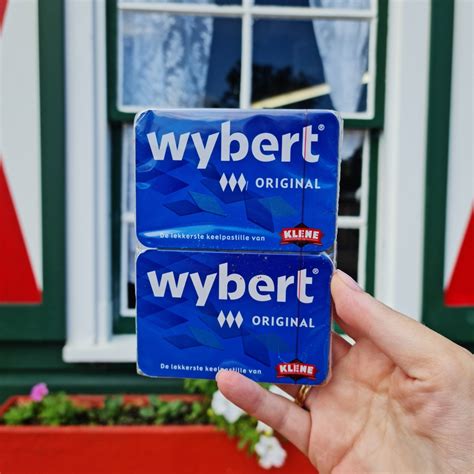 wybert®
ORIGINAL
De lekkerste keelpastille van
KLENE
wybert®
ORIGINAL
De lekkerste keelpastille van
KLENE